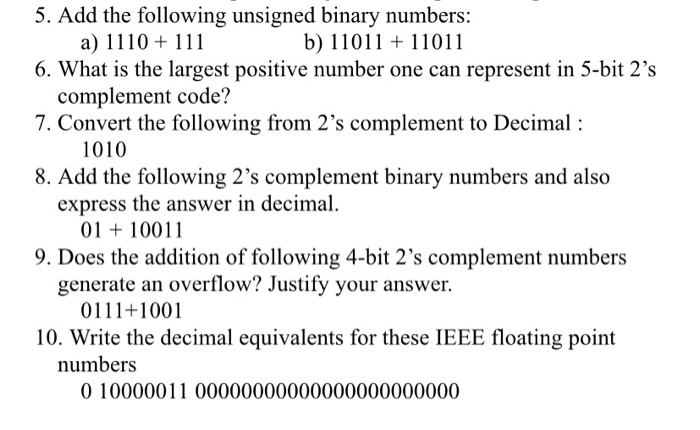 5. Add the following unsigned binary numbers:
a) 1110 + 111 b) 11011 + 11011
6. What is the largest positive number one can represent in 5-bit 2’s
complement code?
7. Convert the following from 2’s complement to Decimal :
1010
8. Add the following 2’s complement binary numbers and also
express the answer in decimal.
01 + 10011
9. Does the addition of following 4-bit 2’s complement numbers
generate an overflow? Justify your answer.
0111+1001
10. Write the decimal equivalents for these IEEE floating point
numbers
0 10000011 00000000000000000000000